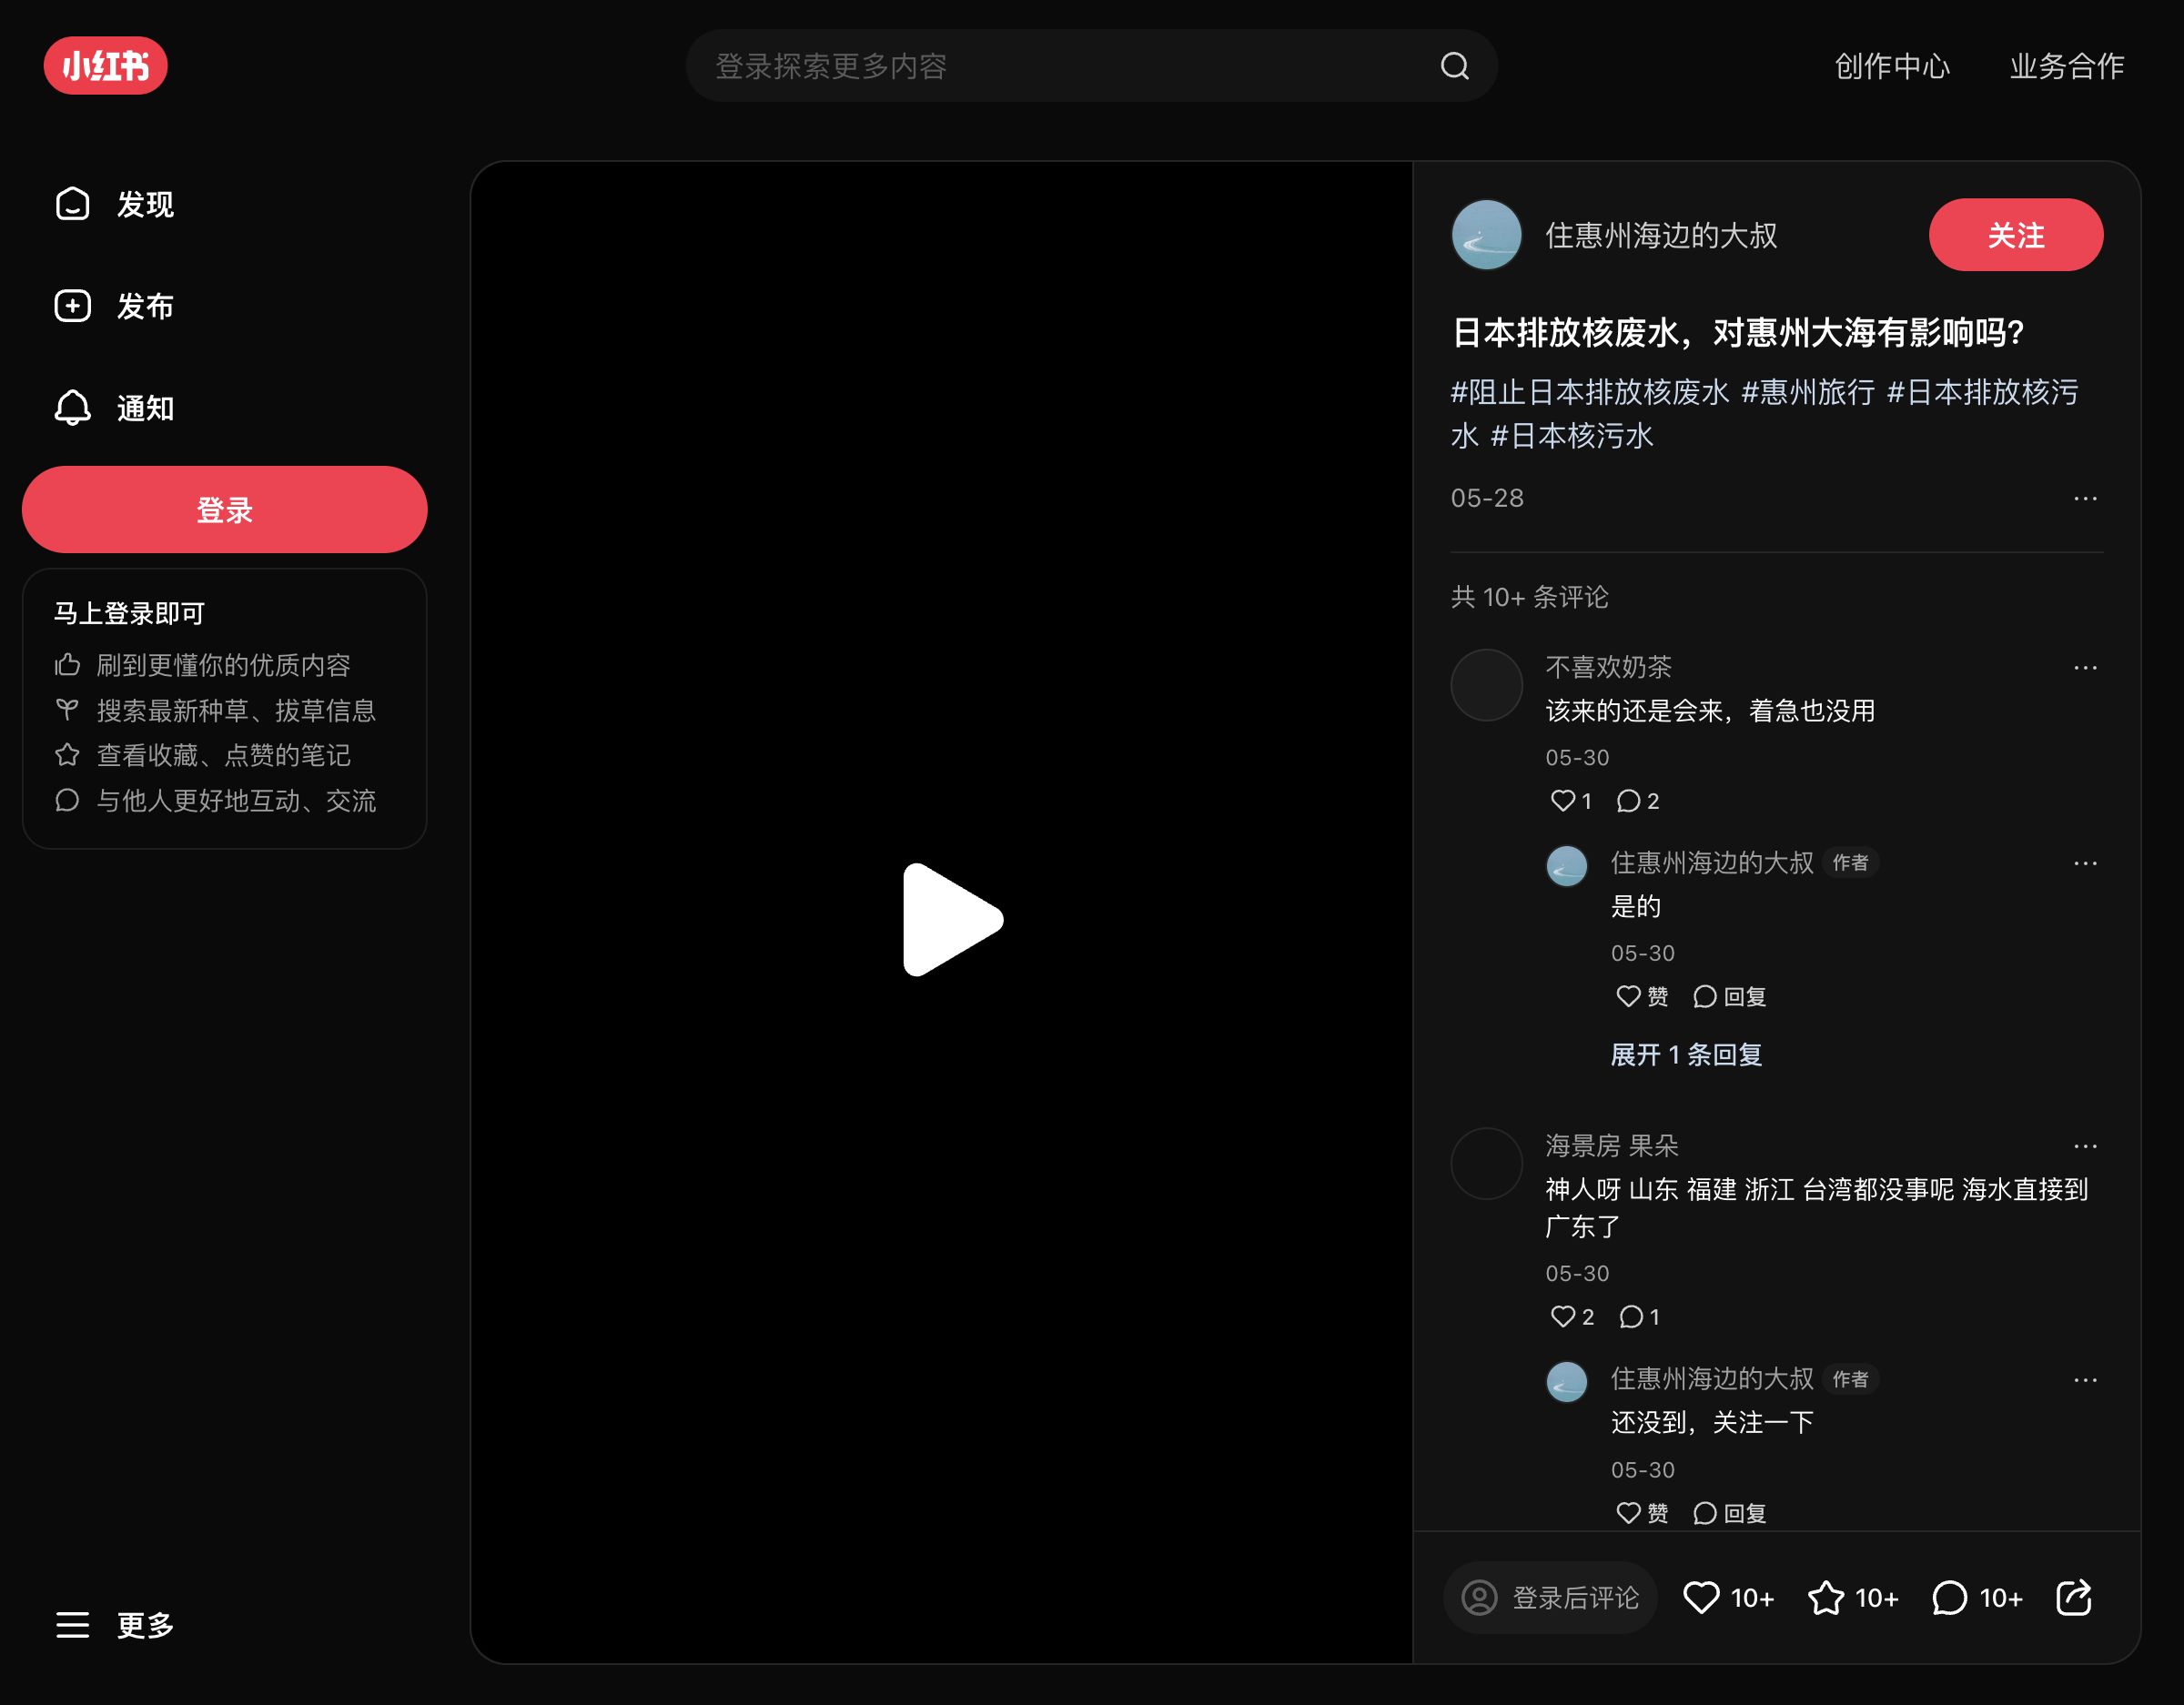 小红书
登录探索更多内容
创作中心
业务合作
发现
发布
通知
登录
马上登录即可
刷到更懂你的优质内容
搜索最新种草、拔草信息
查看收藏、点赞的笔记
与他人更好地互动、交流
更多
住惠州海边的大叔
关注
日本排放核废水，对惠州大海有影响吗?
#阻止日本排放核废水 #惠州旅行 #日本排放核污
水 #日本核污水
05-28
共 10+ 条评论
不喜欢奶茶
该来的还是会来，着急也没用
05-30
1 2
住惠州海边的大叔 作者
是的
05-30
赞 回复
展开 1 条回复
海景房 果朵
神人呀 山东 福建 浙江 台湾都没事呢 海水直接到
广东了
05-30
2 1
住惠州海边的大叔 作者
还没到，关注一下
05-30
赞 回复
登录后评论 10+ 10+ 10+